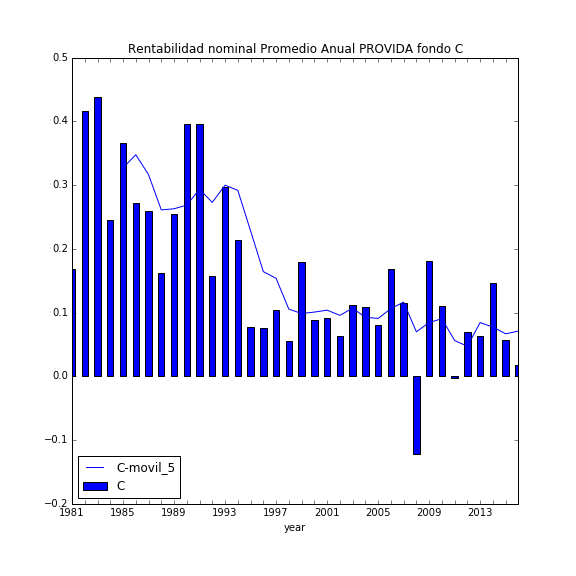 Rentabilidad nominal Promedio Anual PROVIDA fondo C
0.5
0.4
0.3
0.2
0.1
0.0
−0.1
−0.2
C-movil_5
C
1981 1985 1989 1993 1997 2001 2005 2009 2013
year